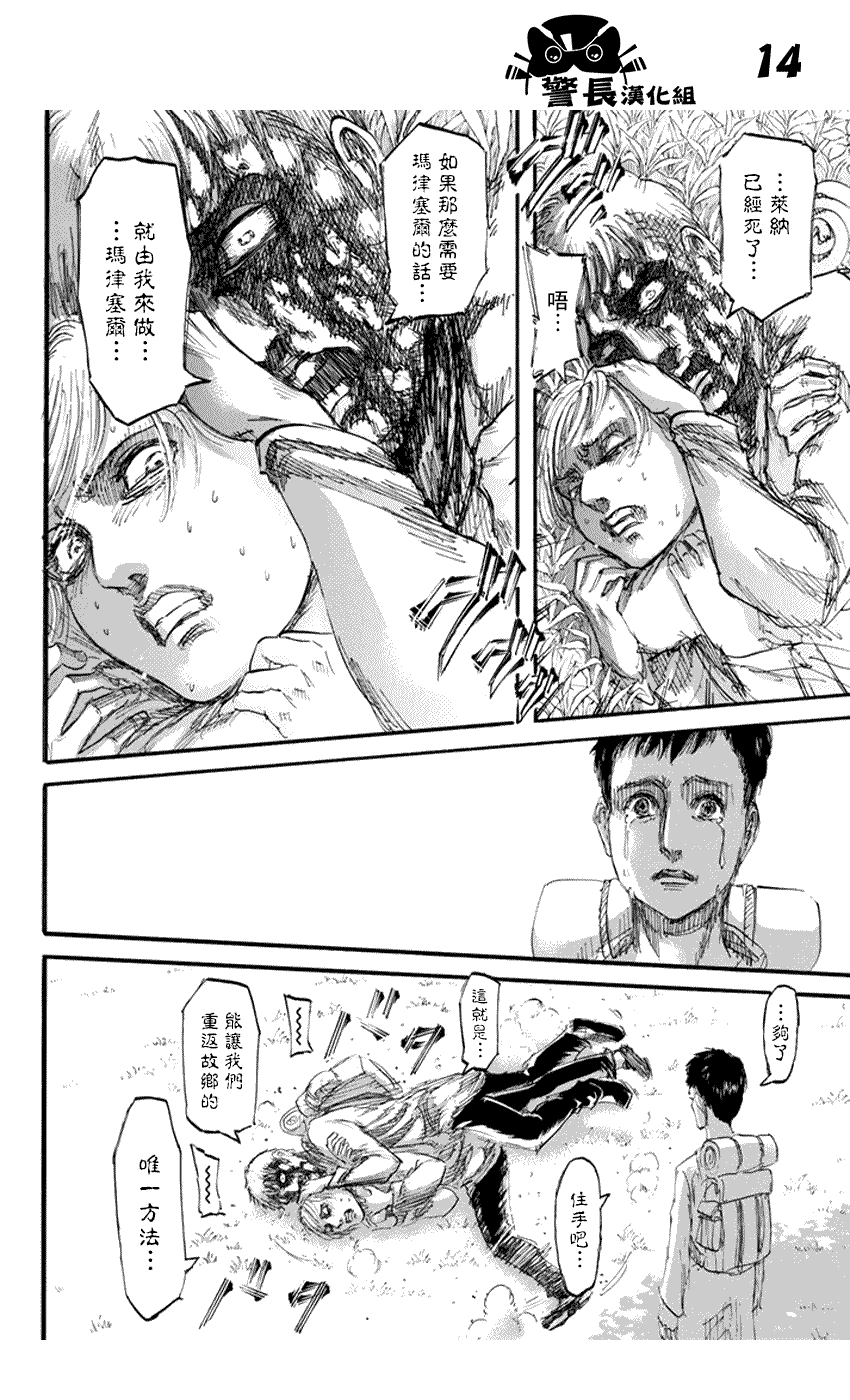 警長漢化組
14
…萊納
已經死了…
唔…
如果那麼需要
瑪律塞爾的話…
就由我來做…
…瑪律塞爾…
…夠了
住手吧…
這就是…
能讓我們
重返故鄉的
唯一方法…